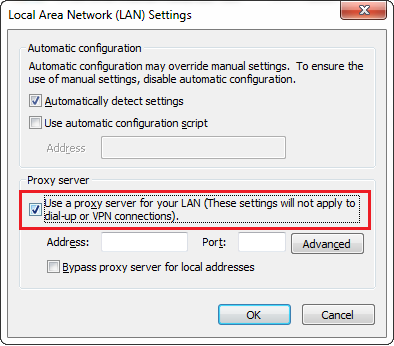 Local Area Network (LAN) Settings
Automatic configuration
Automatic configuration may override manual settings. To ensure the
use of manual settings, disable automatic configuration.
Automatically detect settings
Use automatic configuration script
Address
Proxy server
Use a proxy server for your LAN (These settings will not apply to
dial-up or VPN connections).
Address: Port: Advanced
Bypass proxy server for local addresses
OK Cancel